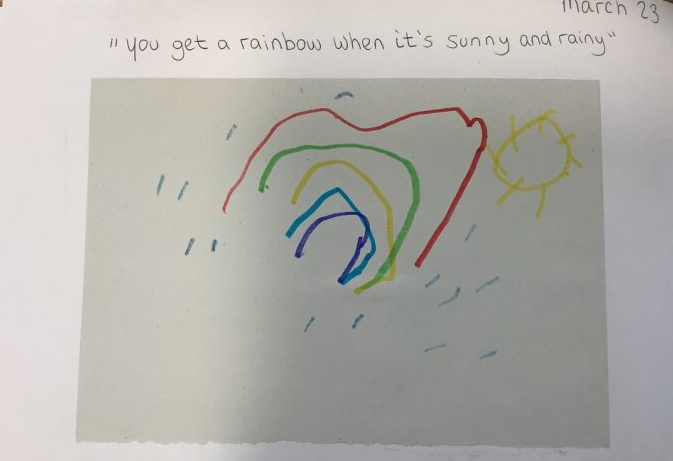 March 23
"you get a rainbow when it's sunny and rainy"